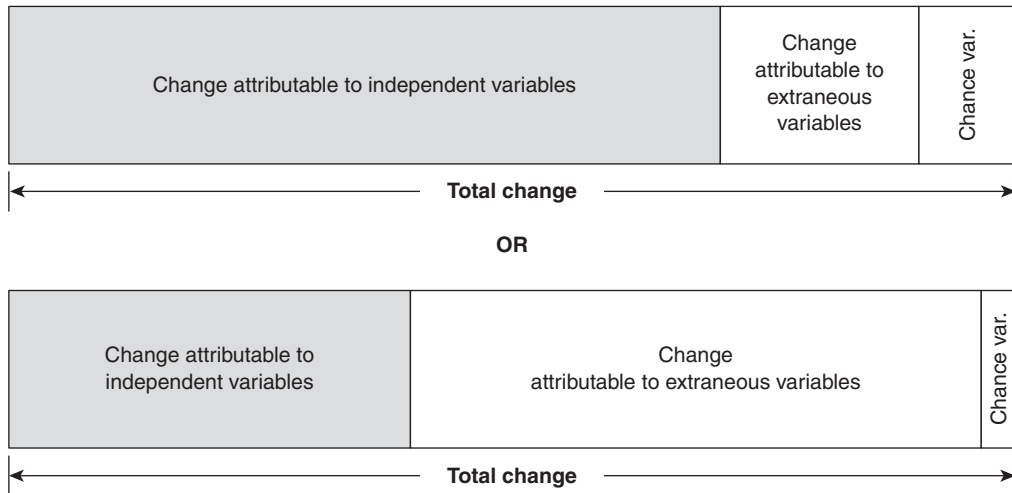 Change attributable to independent variables
Change
attributable to
extraneous
variables
Chance var.
Total change
OR
Change attributable to
independent variables
Change
attributable to extraneous variables
Chance var.
Total change